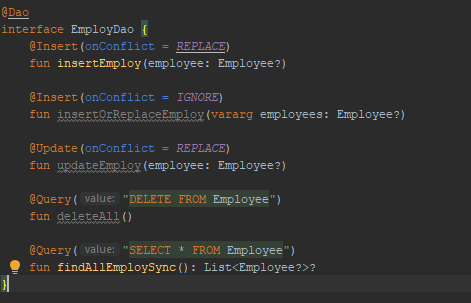 @Dao
interface EmployDao {
@Insert(onConflict = REPLACE)
fun insertEmploy(employee: Employee?)
@Insert(onConflict = IGNORE)
fun insertOrReplaceEmploy(vararg employees: Employee?)
@Update(onConflict = REPLACE)
fun updateEmploy(employee: Employee?)
@Query( value: "DELETE FROM Employee")
fun deleteAll()
@Query( value: "SELECT * FROM Employee")
fun findAllEmploySync(): List<Employee?>?
}